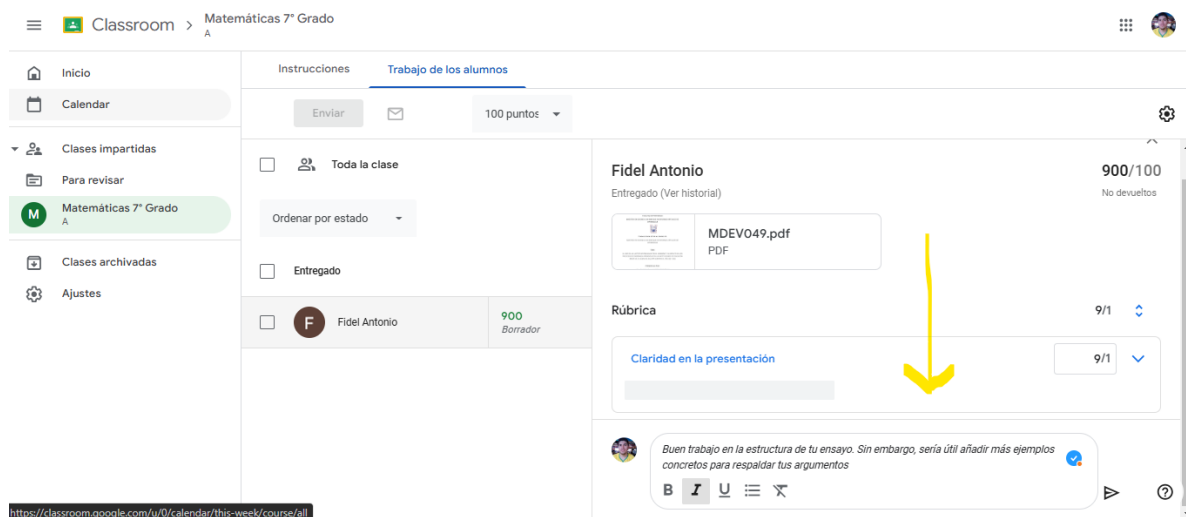 Classroom > Matemáticas 7° Grado
A
Inicio
Calendar
Clases impartidas
Para revisar
M Matemáticas 7° Grado
A
Clases archivadas
Ajustes
Instrucciones Trabajo de los alumnos
Enviar 100 puntos
Toda la clase
Ordenar por estado
Entregado
F Fidel Antonio 900
Borrador
Fidel Antonio 900/100
Entregado (Ver historial) No devueltos
MDEV049.pdf
PDF
Rúbrica 9/1
Claridad en la presentación 9/1
Buen trabajo en la estructura de tu ensayo. Sin embargo, sería útil añadir más ejemplos
concretos para respaldar tus argumentos
B I U
https://classroom.google.com/u/0/calendar/this-week/course/all